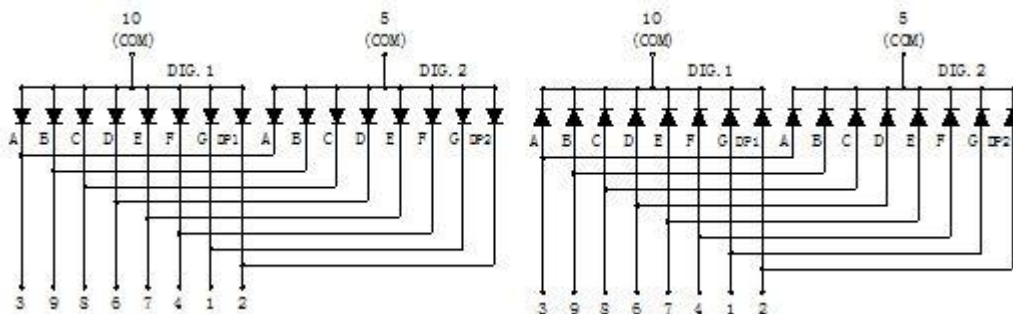 10 5 10 5
(COM) (COM) (COM) (COM)
DIG.1 DIG.2 DIG.1 DIG.2
A B C D E F G DP1 A B C D E F G DP2 A B C D E F G DP1 A B C D E F G DP2
3 9 8 6 7 4 1 2 3 9 8 6 7 4 1 2